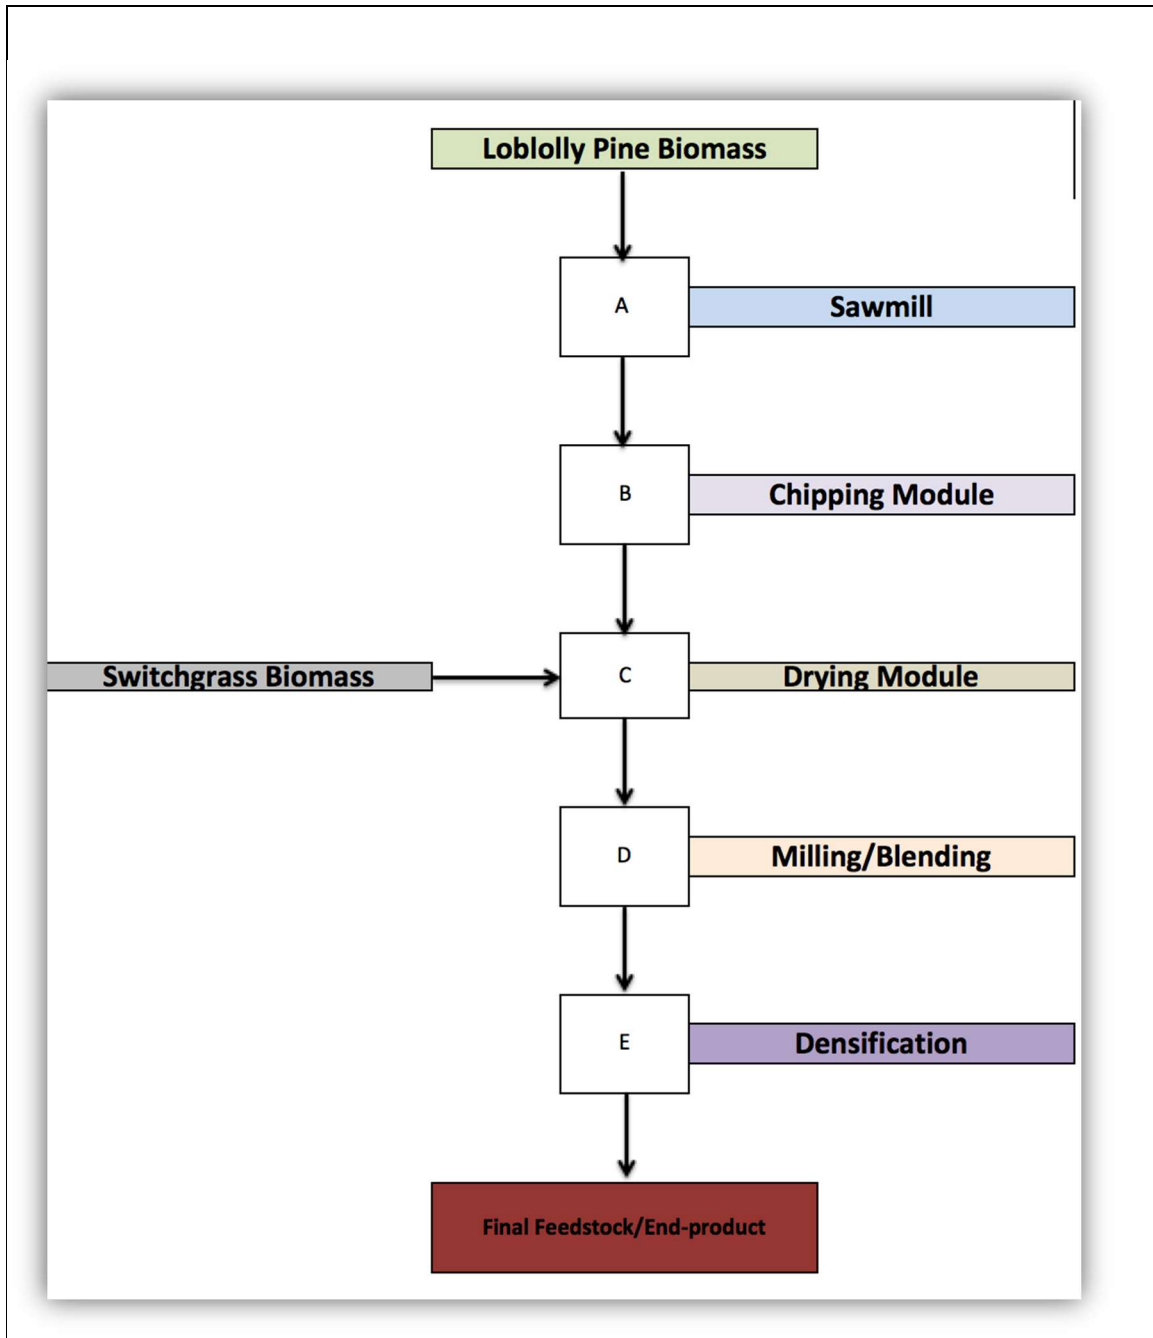 Loblolly Pine Biomass
A
Sawmill
B
Chipping Module
Switchgrass Biomass
C
Drying Module
D
Milling/Blending
E
Densification
Final Feedstock/End-product